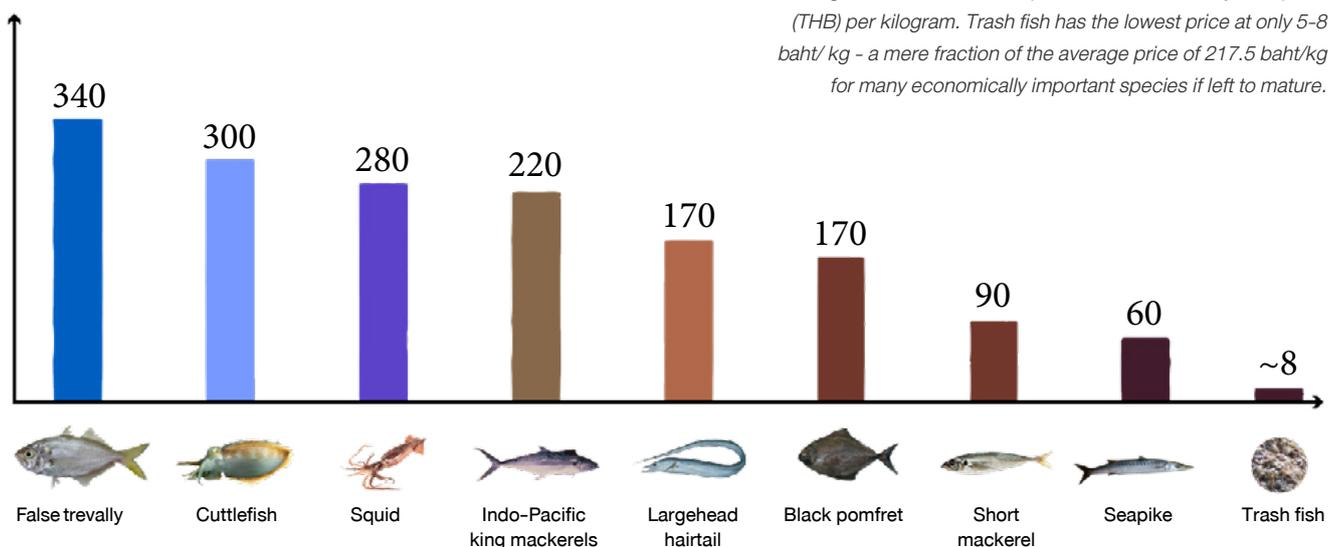 (THB) per kilogram. Trash fish has the lowest price at only 5-8
baht/ kg - a mere fraction of the average price of 217.5 baht/kg
for many economically important species if left to mature.
340
300
280
220
170
170
90
60
~8
False trevally
Cuttlefish
Squid
Indo-Pacific
king mackerels
Largehead
hairtail
Black pomfret
Short
mackerel
Seapike
Trash fish